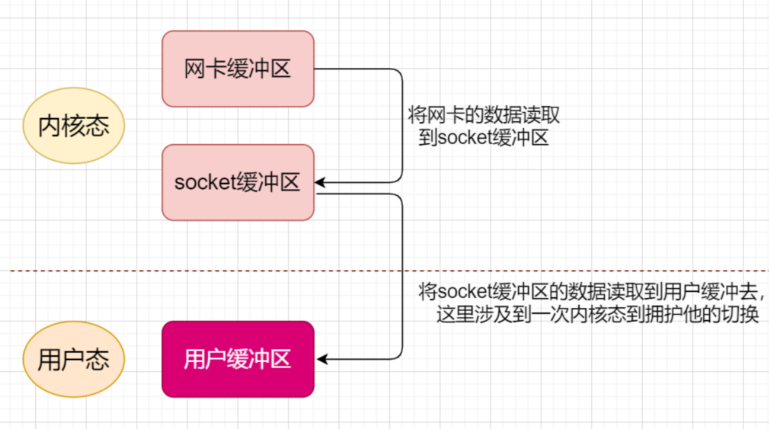 网卡缓冲区
内核态
将网卡的数据读取
到socket缓冲区
socket缓冲区
将socket缓冲区的数据读取到用户缓冲去，
这里涉及到一次内核态到拥护他的切换
用户态
用户缓冲区